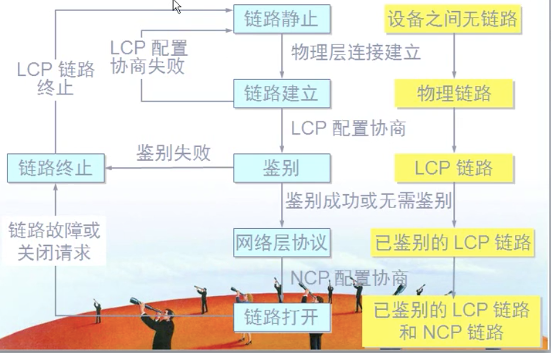 链路静止
设备之间无链路
LCP 配置
协商失败
物理层连接建立
LCP 链路
终止
链路建立
物理链路
LCP 配置协商
鉴别失败
链路终止
鉴别
LCP 链路
鉴别成功或无需鉴别
链路故障或
关闭请求
网络层协议
已鉴别的 LCP 链路
NCP 配置协商
链路打开
已鉴别的 LCP 链路
和 NCP 链路